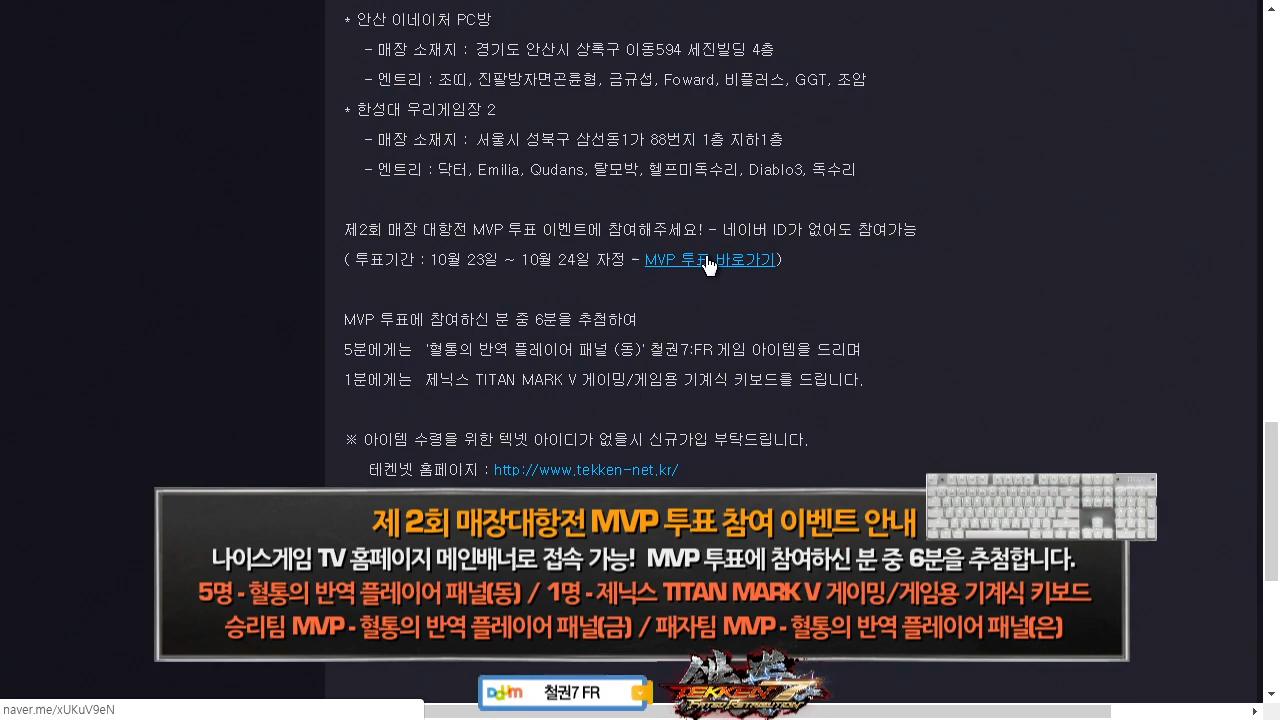 * 안산 이네이처 PC방
- 매장 소재지 : 경기도 안산시 상록구 이동594 세진빌딩 4층
- 엔트리 : 조띠, 진팔방자면곤륜형, 금규섭, Foward, 비플러스, GGT, 조암
* 한성대 우리게임장 2
- 매장 소재지 : 서울시 성북구 삼선동1가 88번지 1층 지하1층
- 엔트리 : 닥터, Emilia, Qudans, 탈모박, 헬프미독수리, Diablo3, 독수리
제2회 매장 대항전 MVP 투표 이벤트에 참여해주세요! - 네이버 ID가 없어도 참여가능
( 투표기간 : 10월 23일 ~ 10월 24일 자정 - MVP 투표 바로가기)
MVP 투표에 참여하신 분 중 6분을 추첨하여
5분에게는 '혈통의 반역 플레이어 패널 (동)' 철권7:FR 게임 아이템을 드리며
1분에게는 제닉스 TITAN MARK V 게이밍/게임용 기계식 키보드를 드립니다.
※ 아이템 수령을 위한 텍넷 아이디가 없을시 신규가입 부탁드립니다.
테켄넷 홈페이지 : http://www.tekken-net.kr/
제 2회 매장대항전 MVP 투표 참여 이벤트 안내
나이스게임 TV 홈페이지 메인배너로 접속 가능! MVP 투표에 참여하신 분 중 6분을 추첨합니다.
5명 - 혈통의 반역 플레이어 패널(동) / 1명 - 제닉스 TITAN MARK V 게이밍/게임용 기계식 키보드
승리팀 MVP - 혈통의 반역 플레이어 패널(금) / 패자팀 MVP - 혈통의 반역 플레이어 패널(은)
Daum 철권7 FR
철권
TEKKEN 7
FATED RETRIBUTION
naver.me/xUKuV9eN